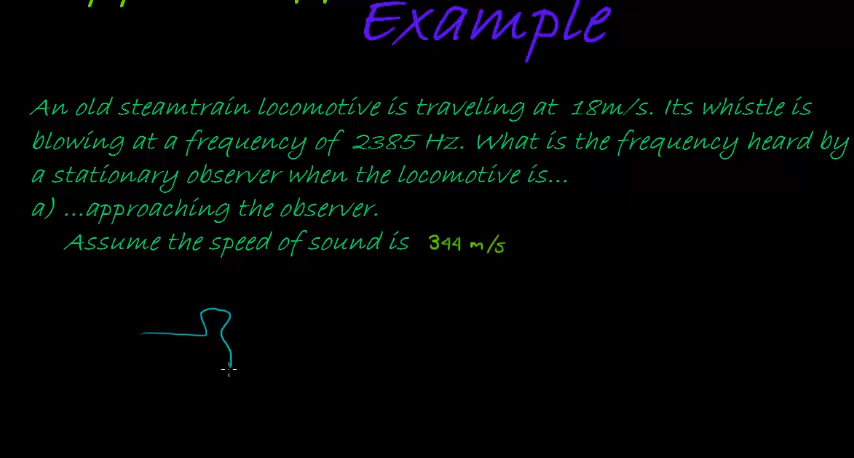 Example
An old steamtrain locomotive is traveling at 18m/s. Its whistle is
blowing at a frequency of 2385 Hz. What is the frequency heard by
a stationary observer when the locomotive is...
a) ...approaching the observer.
Assume the speed of sound is 344 m/s